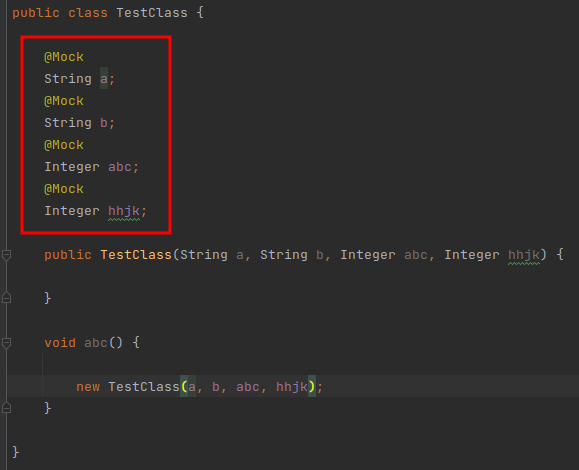 public class TestClass {
@Mock
String a;
@Mock
String b;
@Mock
Integer abc;
@Mock
Integer hhjk;
public TestClass(String a, String b, Integer abc, Integer hhjk) {
}
void abc() {
new TestClass(a, b, abc, hhjk);
}
}